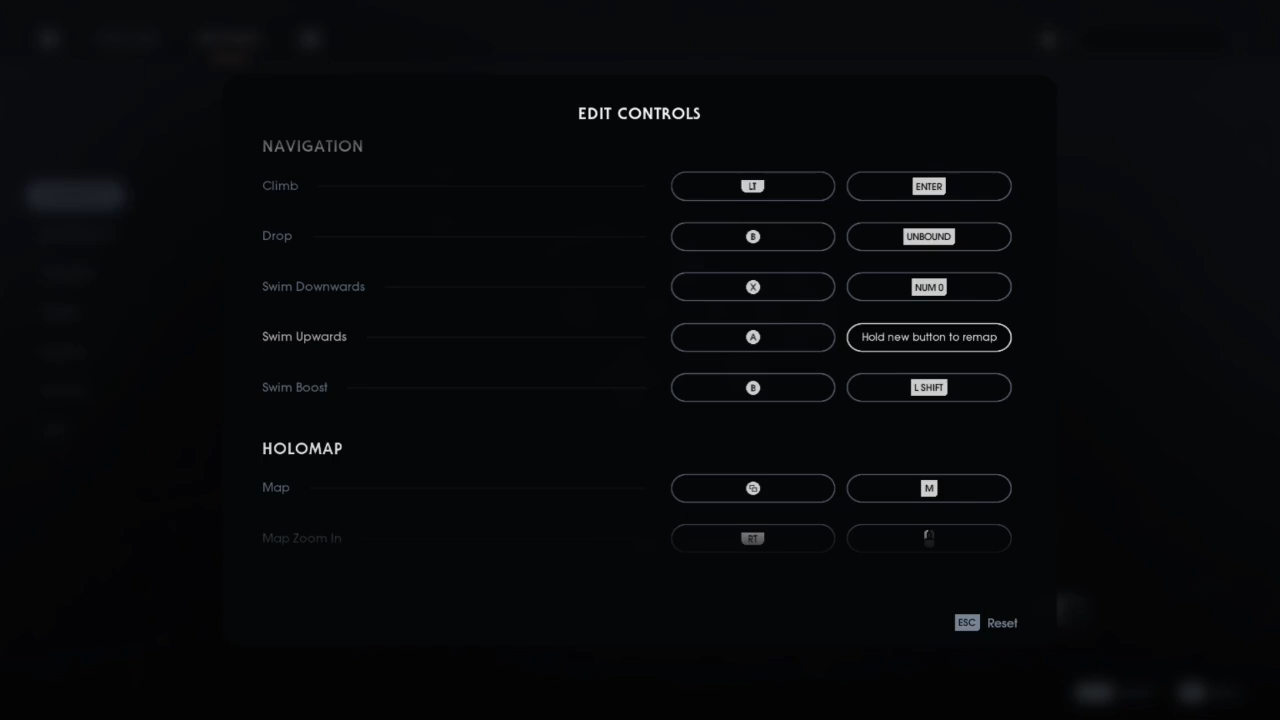 EDIT CONTROLS
NAVIGATION
Climb LT ENTER
Drop B UNBOUND
Swim Downwards X NUM 0
Swim Upwards A Hold new button to remap
Swim Boost B L SHIFT
HOLOMAP
Map M
Map Zoom In RT
ESC Reset